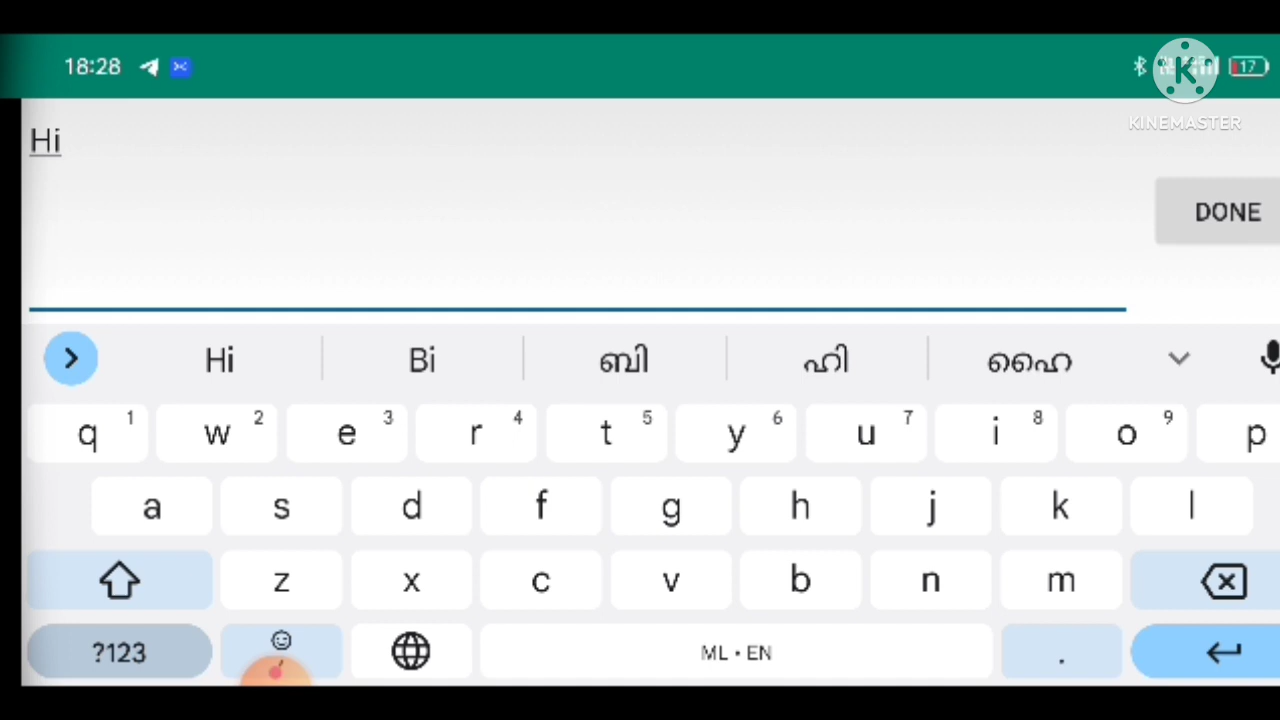 18:28
17
K
KINEMASTER
Hi
DONE
Hi Bi ബി ഹി ഹൈ
q 1 w 2 e 3 r 4 t 5 y 6 u 7 i 8 o 9 p
a s d f g h j k l
z x c v b n m
?123 ML • EN .